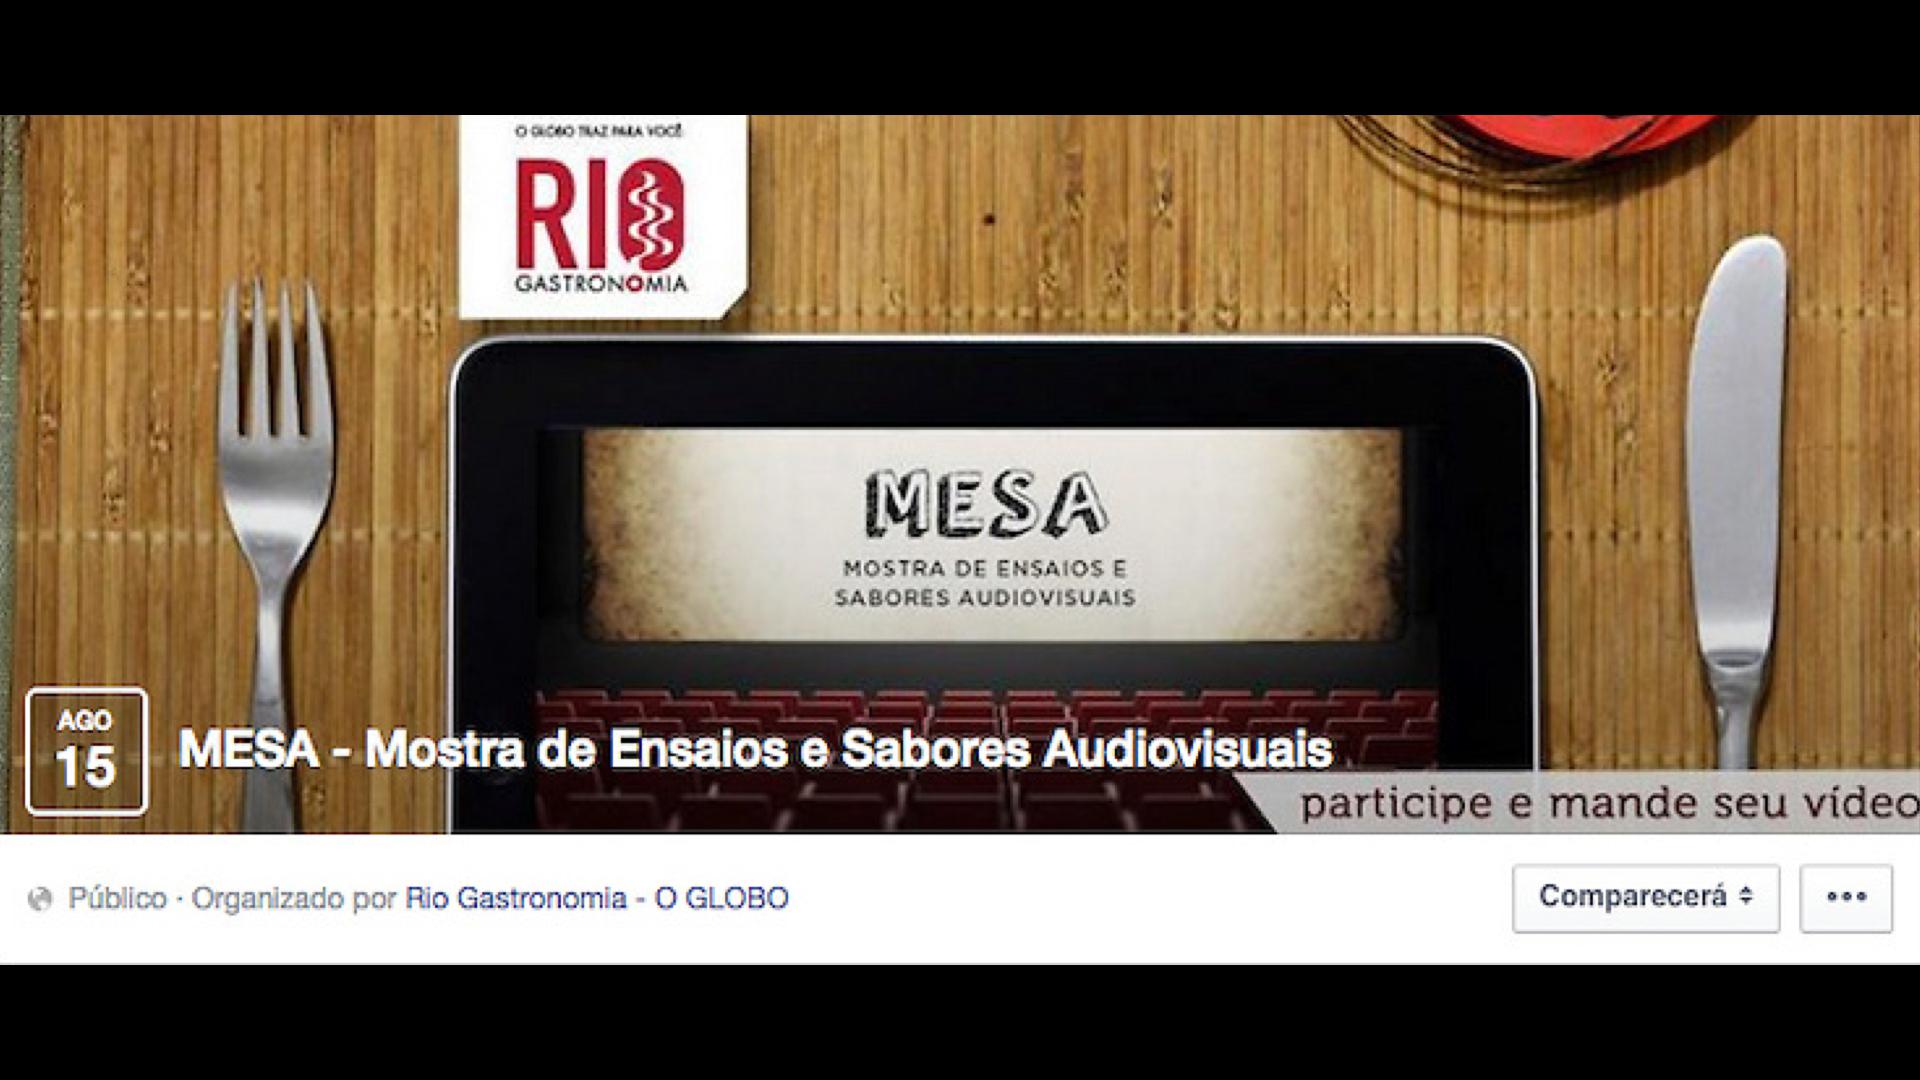 O GLOBO TRAZ PARA VOCÊ
RIO
GASTRONOMIA
MESA
MOSTRA DE ENSAIOS E
SABORES AUDIOVISUAIS
AGO
15
MESA - Mostra de Ensaios e Sabores Audiovisuais
participe e mande seu vídeo
Público · Organizado por Rio Gastronomia - O GLOBO
Comparecerá